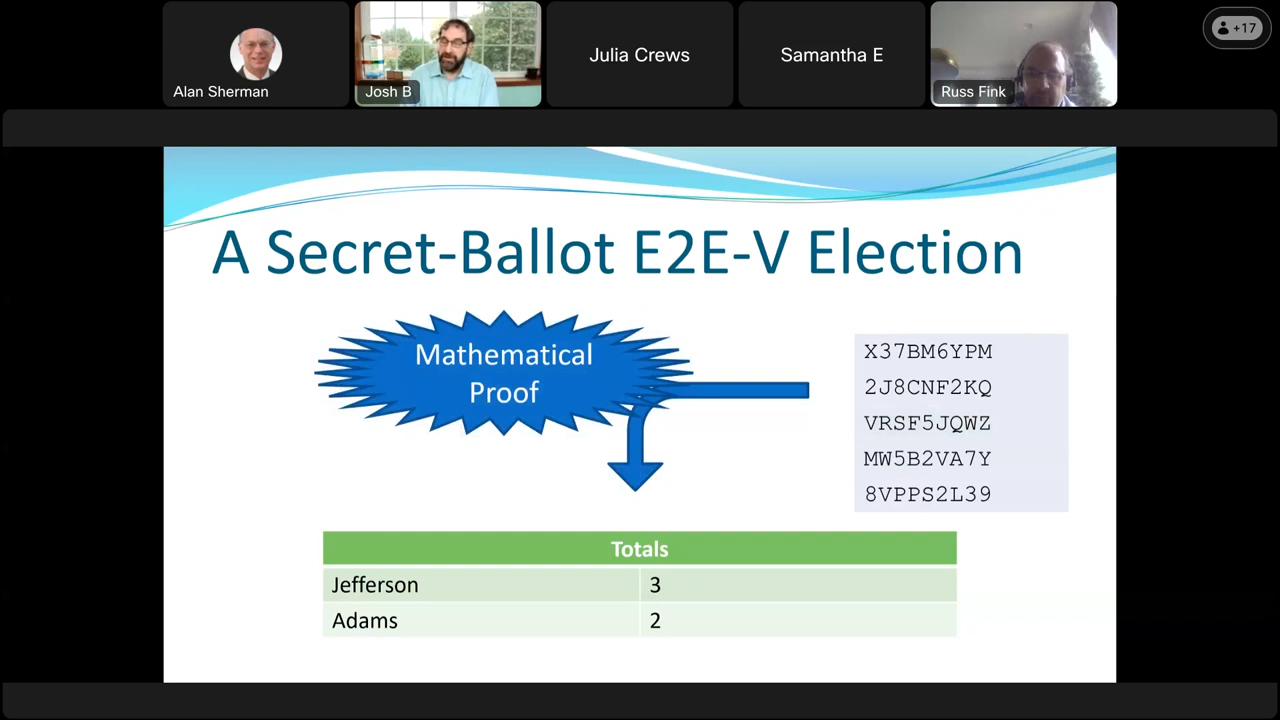 Alan Sherman
Josh B
Julia Crews
Samantha E
Russ Fink
+17
A Secret-Ballot E2E-V Election
Mathematical
Proof
X37BM6YPM
2J8CNF2KQ
VRSF5JQWZ
MW5B2VA7Y
8VPPS2L39
Totals
Jefferson 3
Adams 2